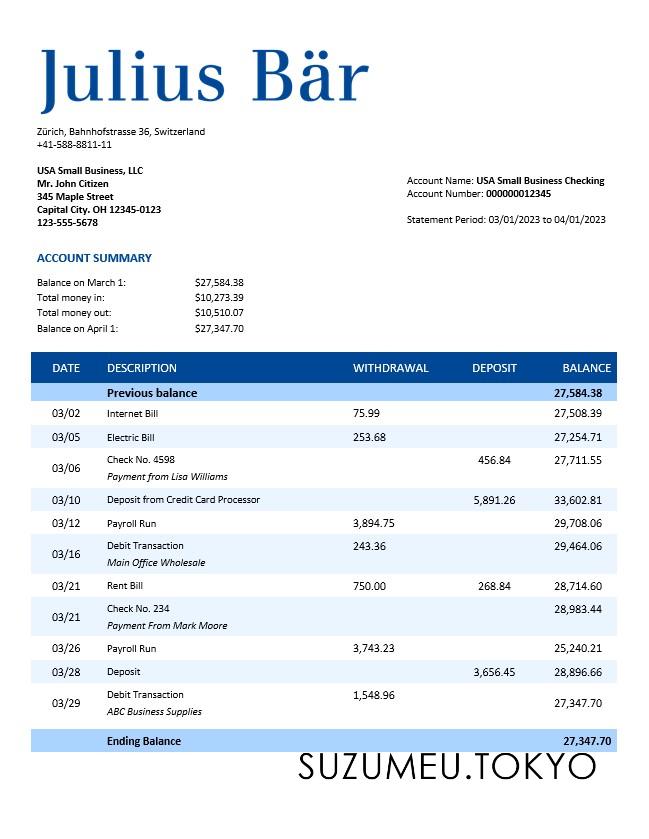 Julius Bär
Zürich, Bahnhofstrasse 36, Switzerland
+41-588-8811-11
USA Small Business, LLC
Mr. John Citizen
345 Maple Street
Capital City. OH 12345-0123
123-555-5678
Account Name: USA Small Business Checking
Account Number: 000000012345
Statement Period: 03/01/2023 to 04/01/2023
ACCOUNT SUMMARY
Balance on March 1: $27,584.38
Total money in: $10,273.39
Total money out: $10,510.07
Balance on April 1: $27,347.70
DATE DESCRIPTION WITHDRAWAL DEPOSIT BALANCE
Previous balance 27,584.38
03/02 Internet Bill 75.99 27,508.39
03/05 Electric Bill 253.68 27,254.71
03/06 Check No. 4598 456.84 27,711.55
Payment from Lisa Williams
03/10 Deposit from Credit Card Processor 5,891.26 33,602.81
03/12 Payroll Run 3,894.75 29,708.06
03/16 Debit Transaction 243.36 29,464.06
Main Office Wholesale
03/21 Rent Bill 750.00 268.84 28,714.60
03/21 Check No. 234 28,983.44
Payment From Mark Moore
03/26 Payroll Run 3,743.23 25,240.21
03/28 Deposit 3,656.45 28,896.66
03/29 Debit Transaction 1,548.96 27,347.70
ABC Business Supplies
Ending Balance 27,347.70
SUZUMEU.TOKYO